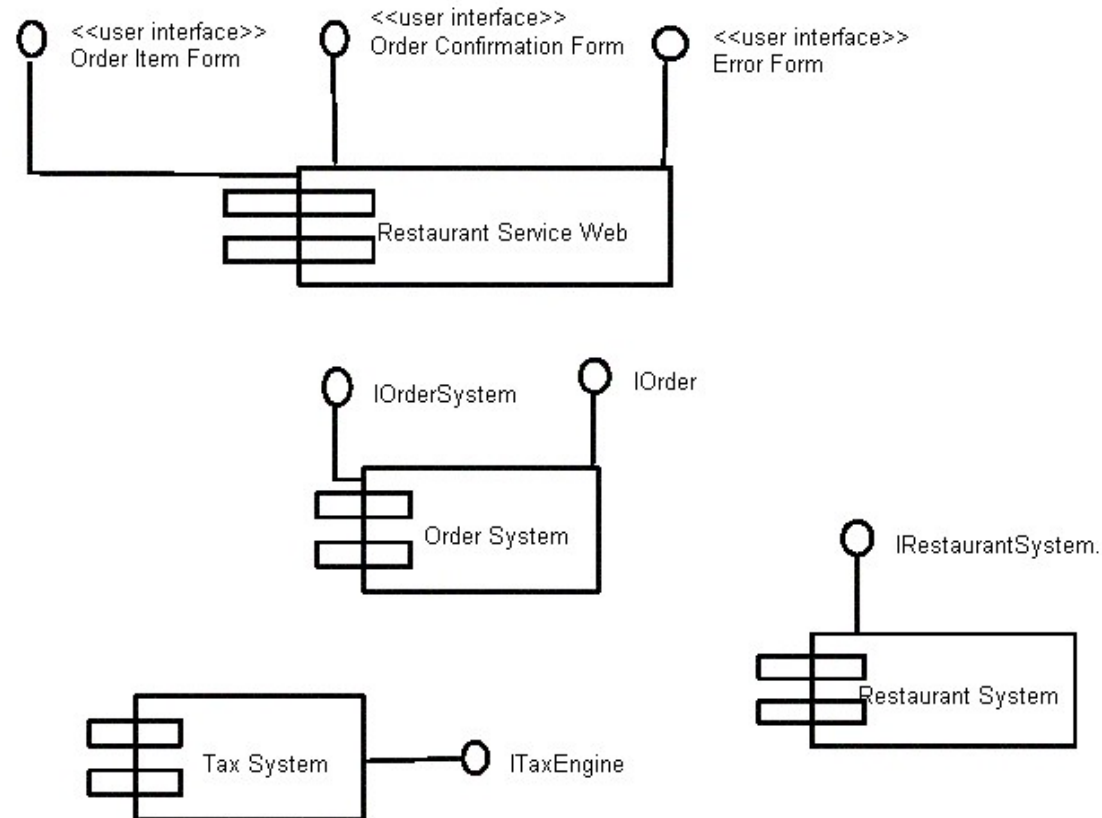 <<user interface>>
Order Item Form
<<user interface>>
Order Confirmation Form
<<user interface>>
Error Form
Restaurant Service Web
IOrderSystem
IOrder
Order System
IRestaurantSystem.
Restaurant System
Tax System
ITaxEngine